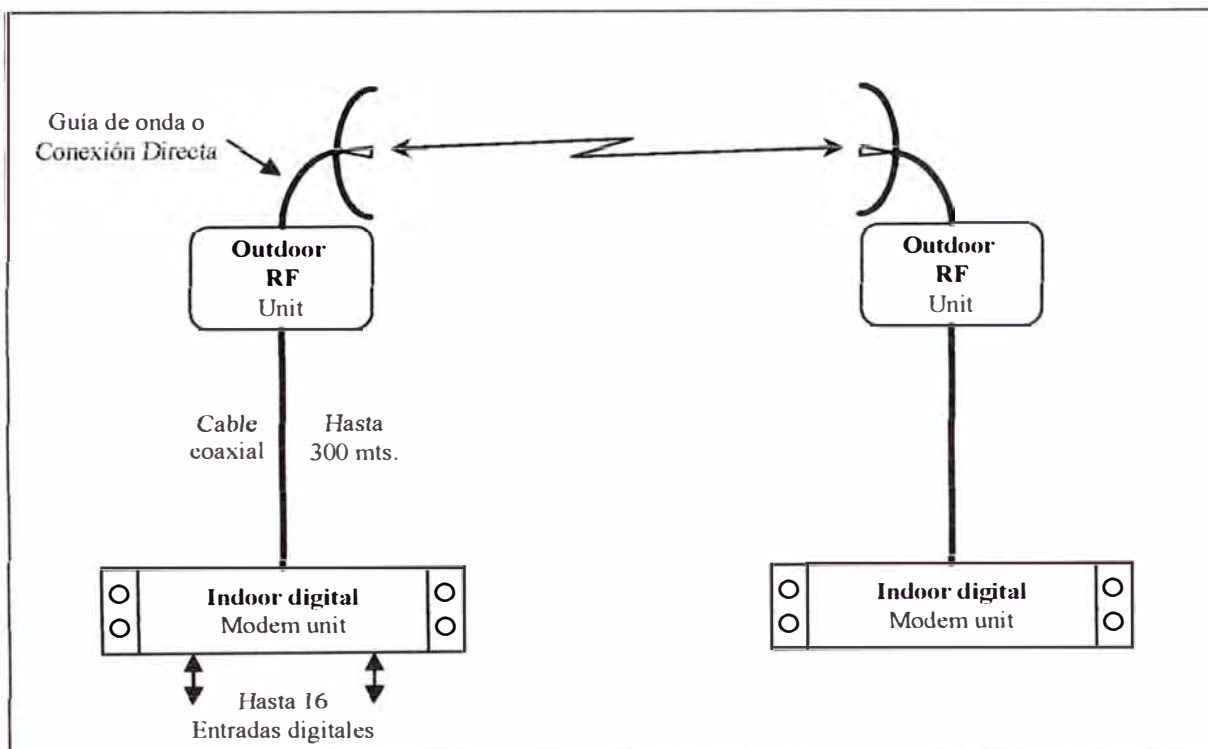 Guía de onda o
Conexión Directa
Outdoor
RF
Unit
Outdoor
RF
Unit
Cable
coaxial
Hasta
300 mts.
Indoor digital
Modem unit
Indoor digital
Modem unit
Hasta 16
Entradas digitales